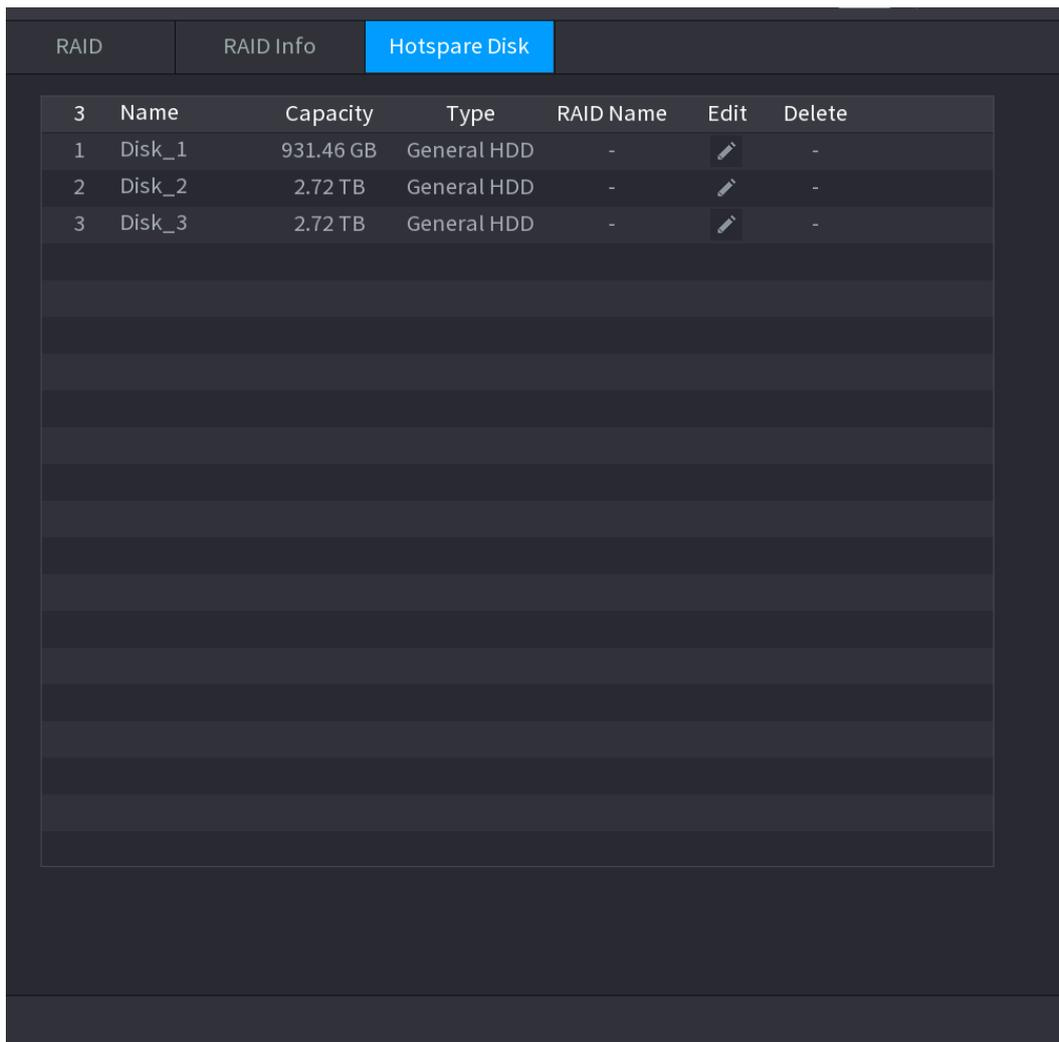 RAID RAID Info Hotspare Disk
3 Name Capacity Type RAID Name Edit Delete
1 Disk_1 931.46 GB General HDD - -
2 Disk_2 2.72 TB General HDD - -
3 Disk_3 2.72 TB General HDD - -